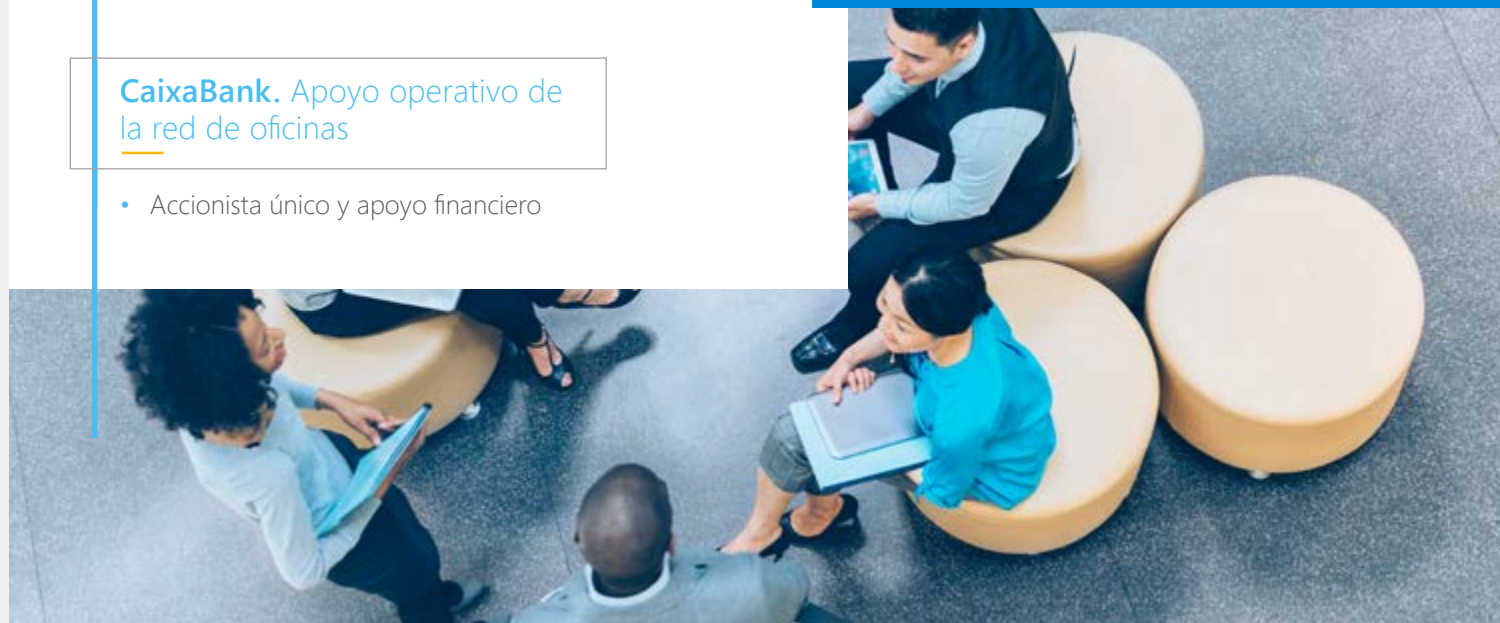 CaixaBank. Apoyo operativo de
la red de oficinas
• Accionista único y apoyo financiero